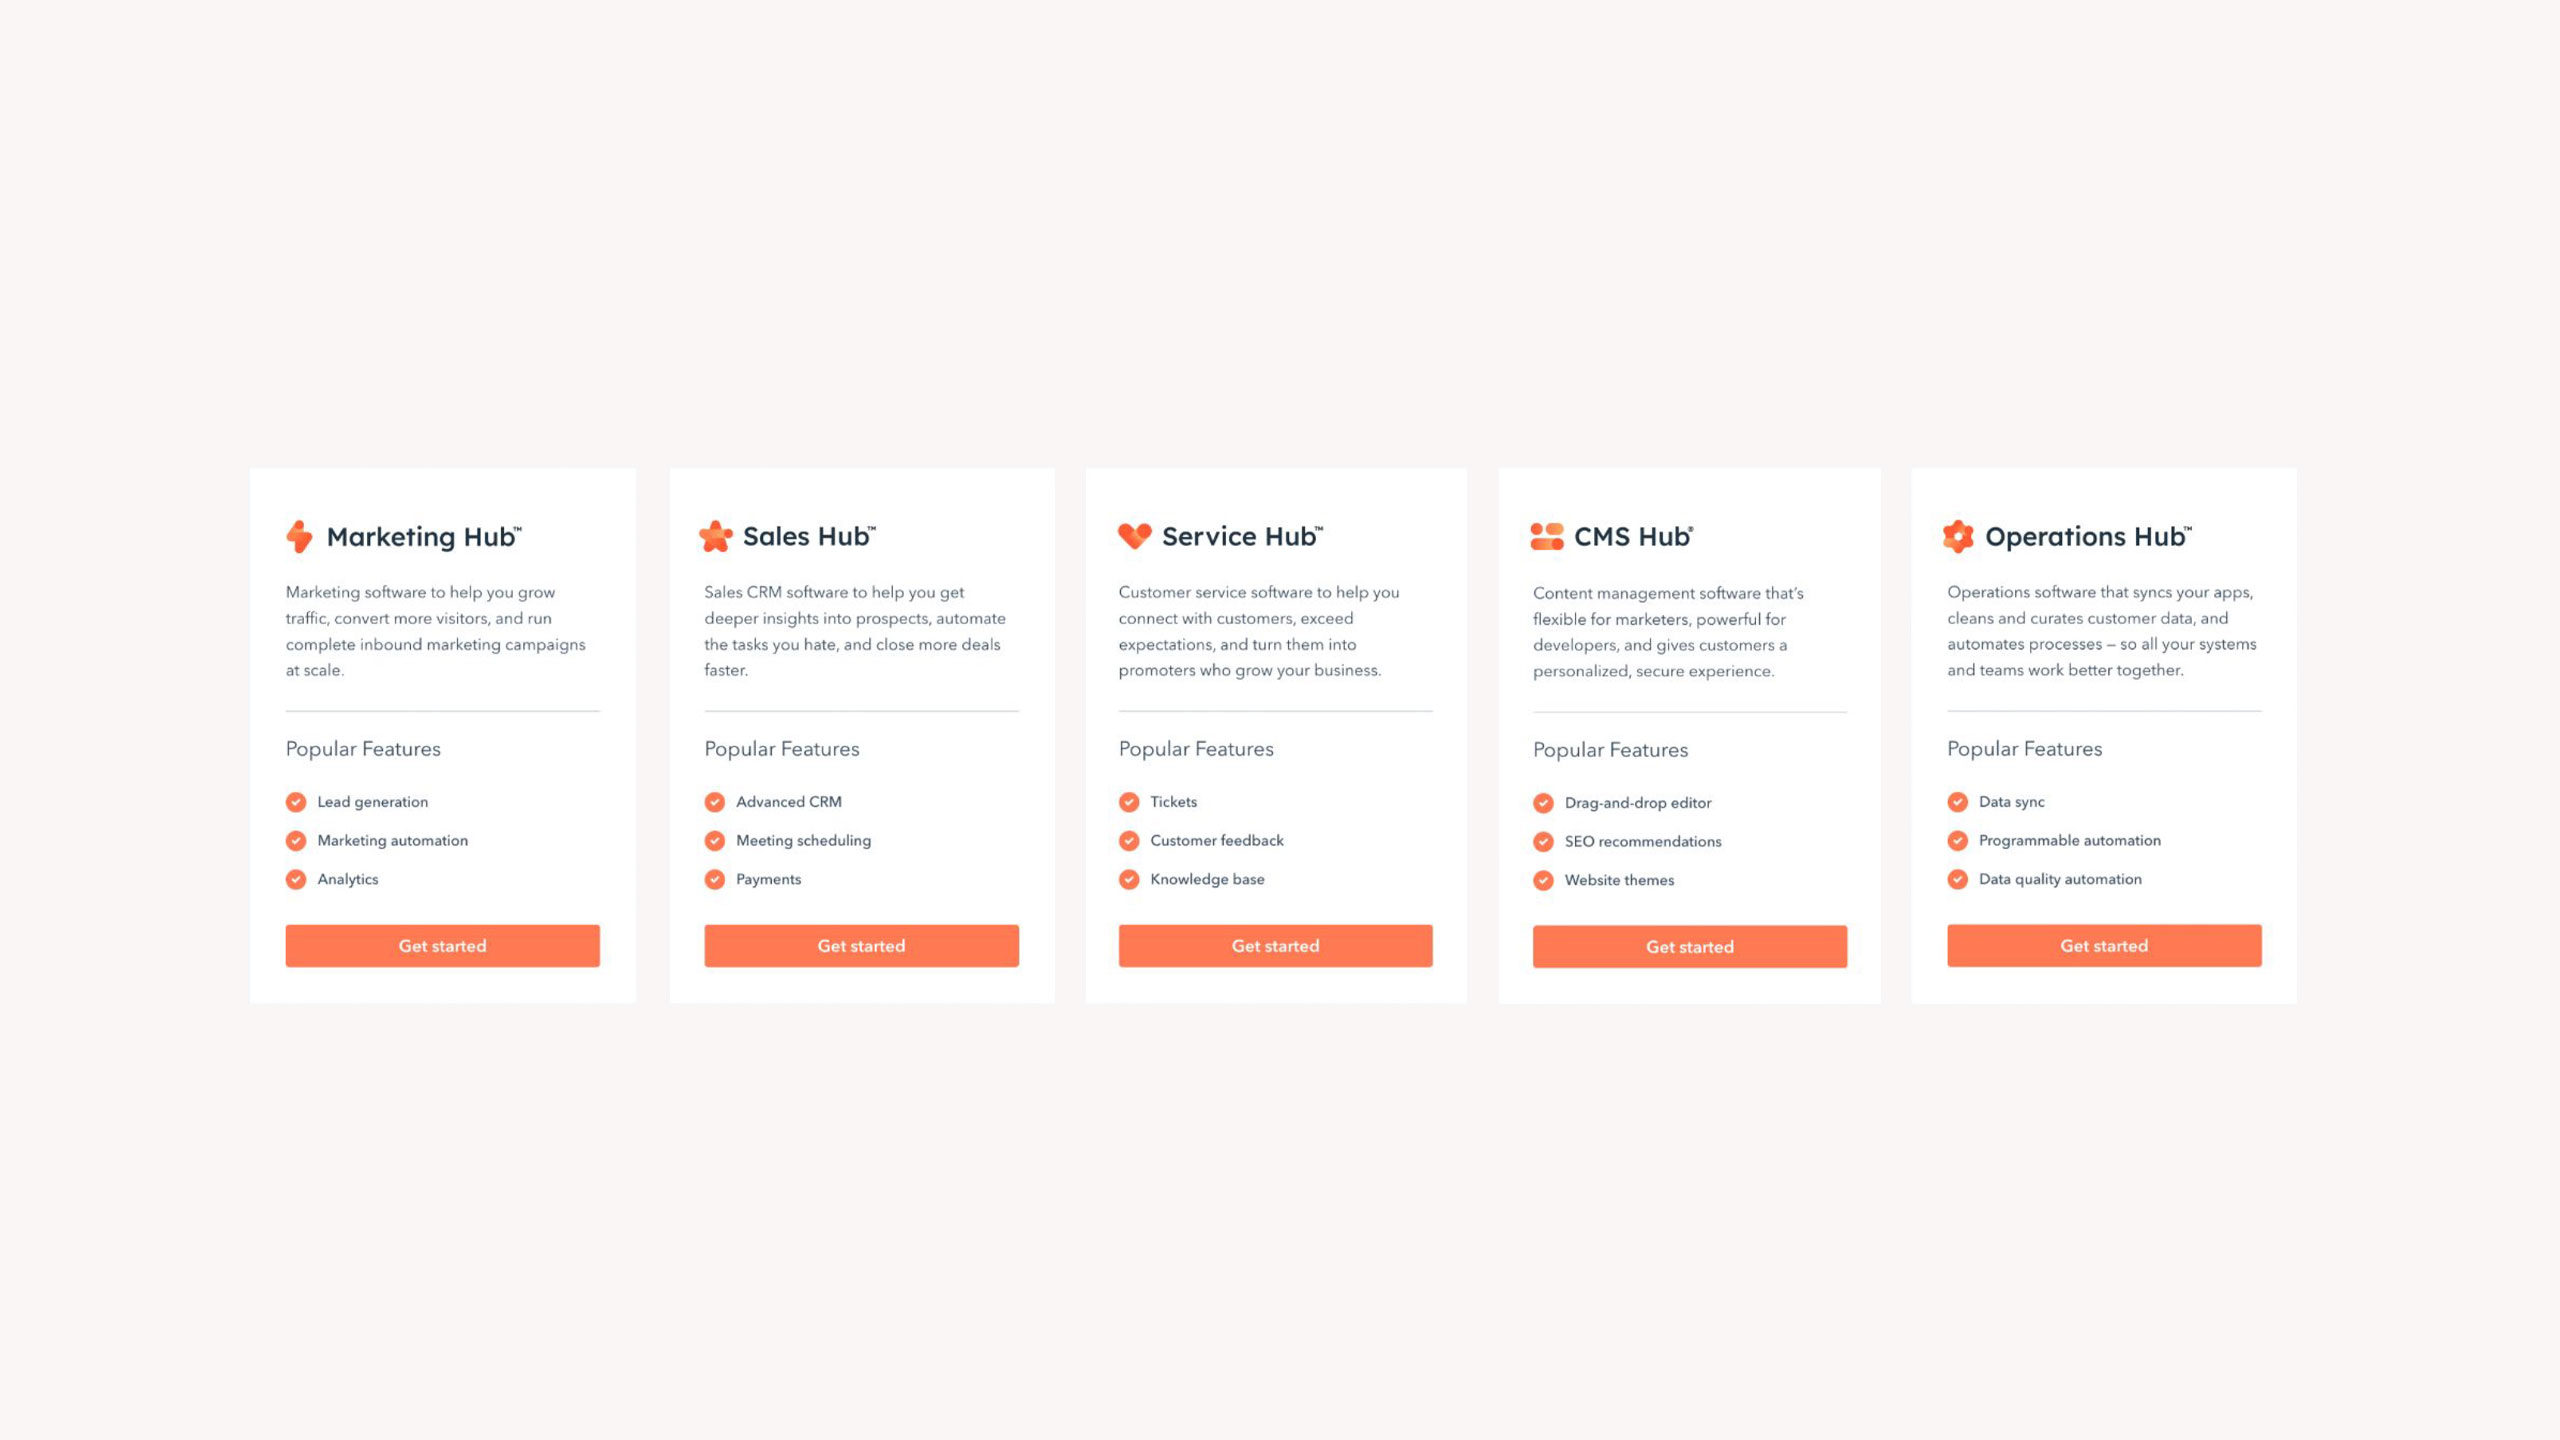 Marketing Hub™
Marketing software to help you grow
traffic, convert more visitors, and run
complete inbound marketing campaigns
at scale.
Popular Features
Lead generation
Marketing automation
Analytics
Get started
Sales Hub™
Sales CRM software to help you get
deeper insights into prospects, automate
the tasks you hate, and close more deals
faster.
Popular Features
Advanced CRM
Meeting scheduling
Payments
Get started
Service Hub™
Customer service software to help you
connect with customers, exceed
expectations, and turn them into
promoters who grow your business.
Popular Features
Tickets
Customer feedback
Knowledge base
Get started
CMS Hub®
Content management software that’s
flexible for marketers, powerful for
developers, and gives customers a
personalized, secure experience.
Popular Features
Drag-and-drop editor
SEO recommendations
Website themes
Get started
Operations Hub™
Operations software that syncs your apps,
cleans and curates customer data, and
automates processes – so all your systems
and teams work better together.
Popular Features
Data sync
Programmable automation
Data quality automation
Get started